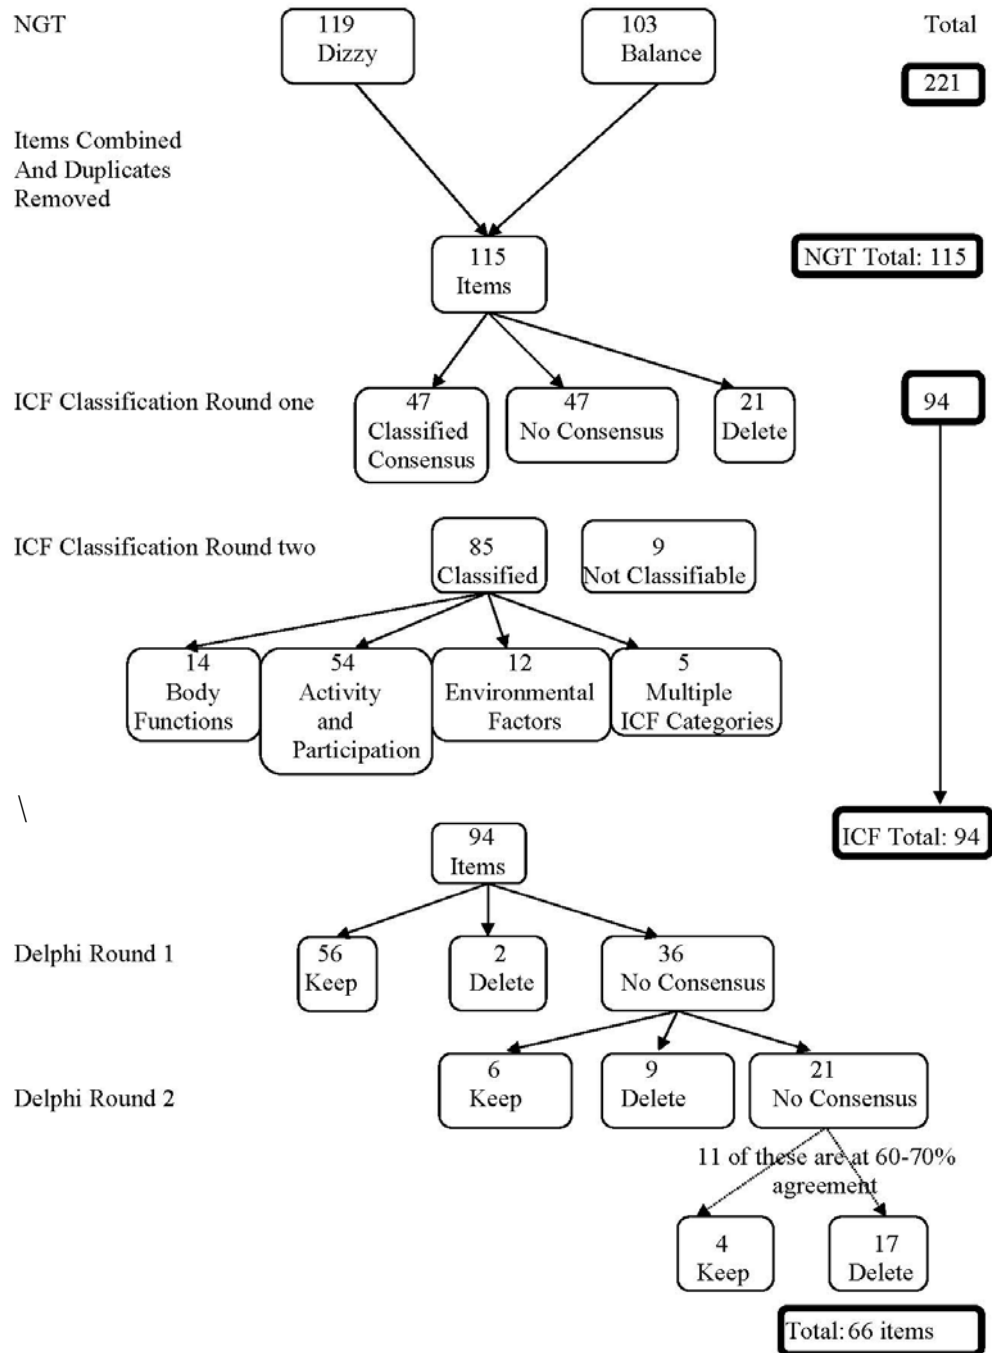 NGT
119
Dizzy
103
Balance
Total
221
Items Combined
And Duplicates
Removed
115
Items
NGT Total: 115
ICF Classification Round one
47
Classified
Consensus
47
No Consensus
21
Delete
94
ICF Classification Round two
85
Classified
9
Not Classifiable
14
Body
Functions
54
Activity
and
Participation
12
Environmental
Factors
5
Multiple
ICF Categories
\
ICF Total: 94
94
Items
Delphi Round 1
56
Keep
2
Delete
36
No Consensus
Delphi Round 2
6
Keep
9
Delete
21
No Consensus
11 of these are at 60-70%
agreement
4
Keep
17
Delete
Total: 66 items